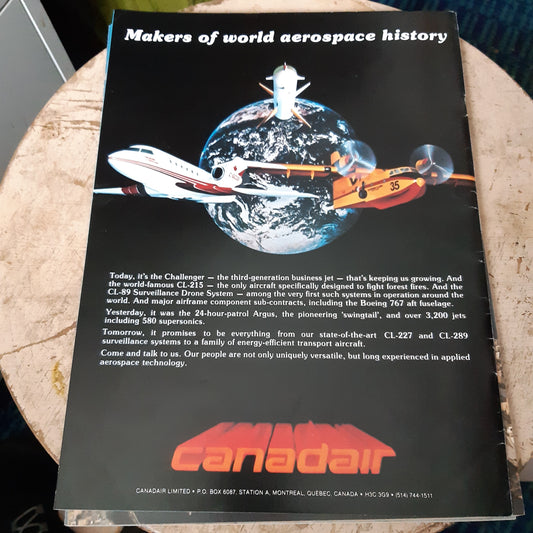 Makers of world aerospace history
35
Today, it's the Challenger — the third-generation business jet — that's keeping us growing. And
the world-famous CL-215 — the only aircraft specifically designed to fight forest fires. And the
CL-89 Surveillance Drone System — among the very first such systems in operation around the
world. And major airframe component sub-contracts, including the Boeing 767 aft fuselage.
Yesterday, it was the 24-hour-patrol Argus, the pioneering 'swingtail', and over 3,200 jets
including 580 supersonics.
Tomorrow, it promises to be everything from our state-of-the-art CL-227 and CL-289
surveillance systems to a family of energy-efficient transport aircraft.
Come and talk to us. Our people are not only uniquely versatile, but long experienced in applied
aerospace technology.
canadair
CANADAIR LIMITED • P.O. BOX 6087, STATION A, MONTREAL, QUEBEC, CANADA • H3C 3G9 • (514) 744-1511